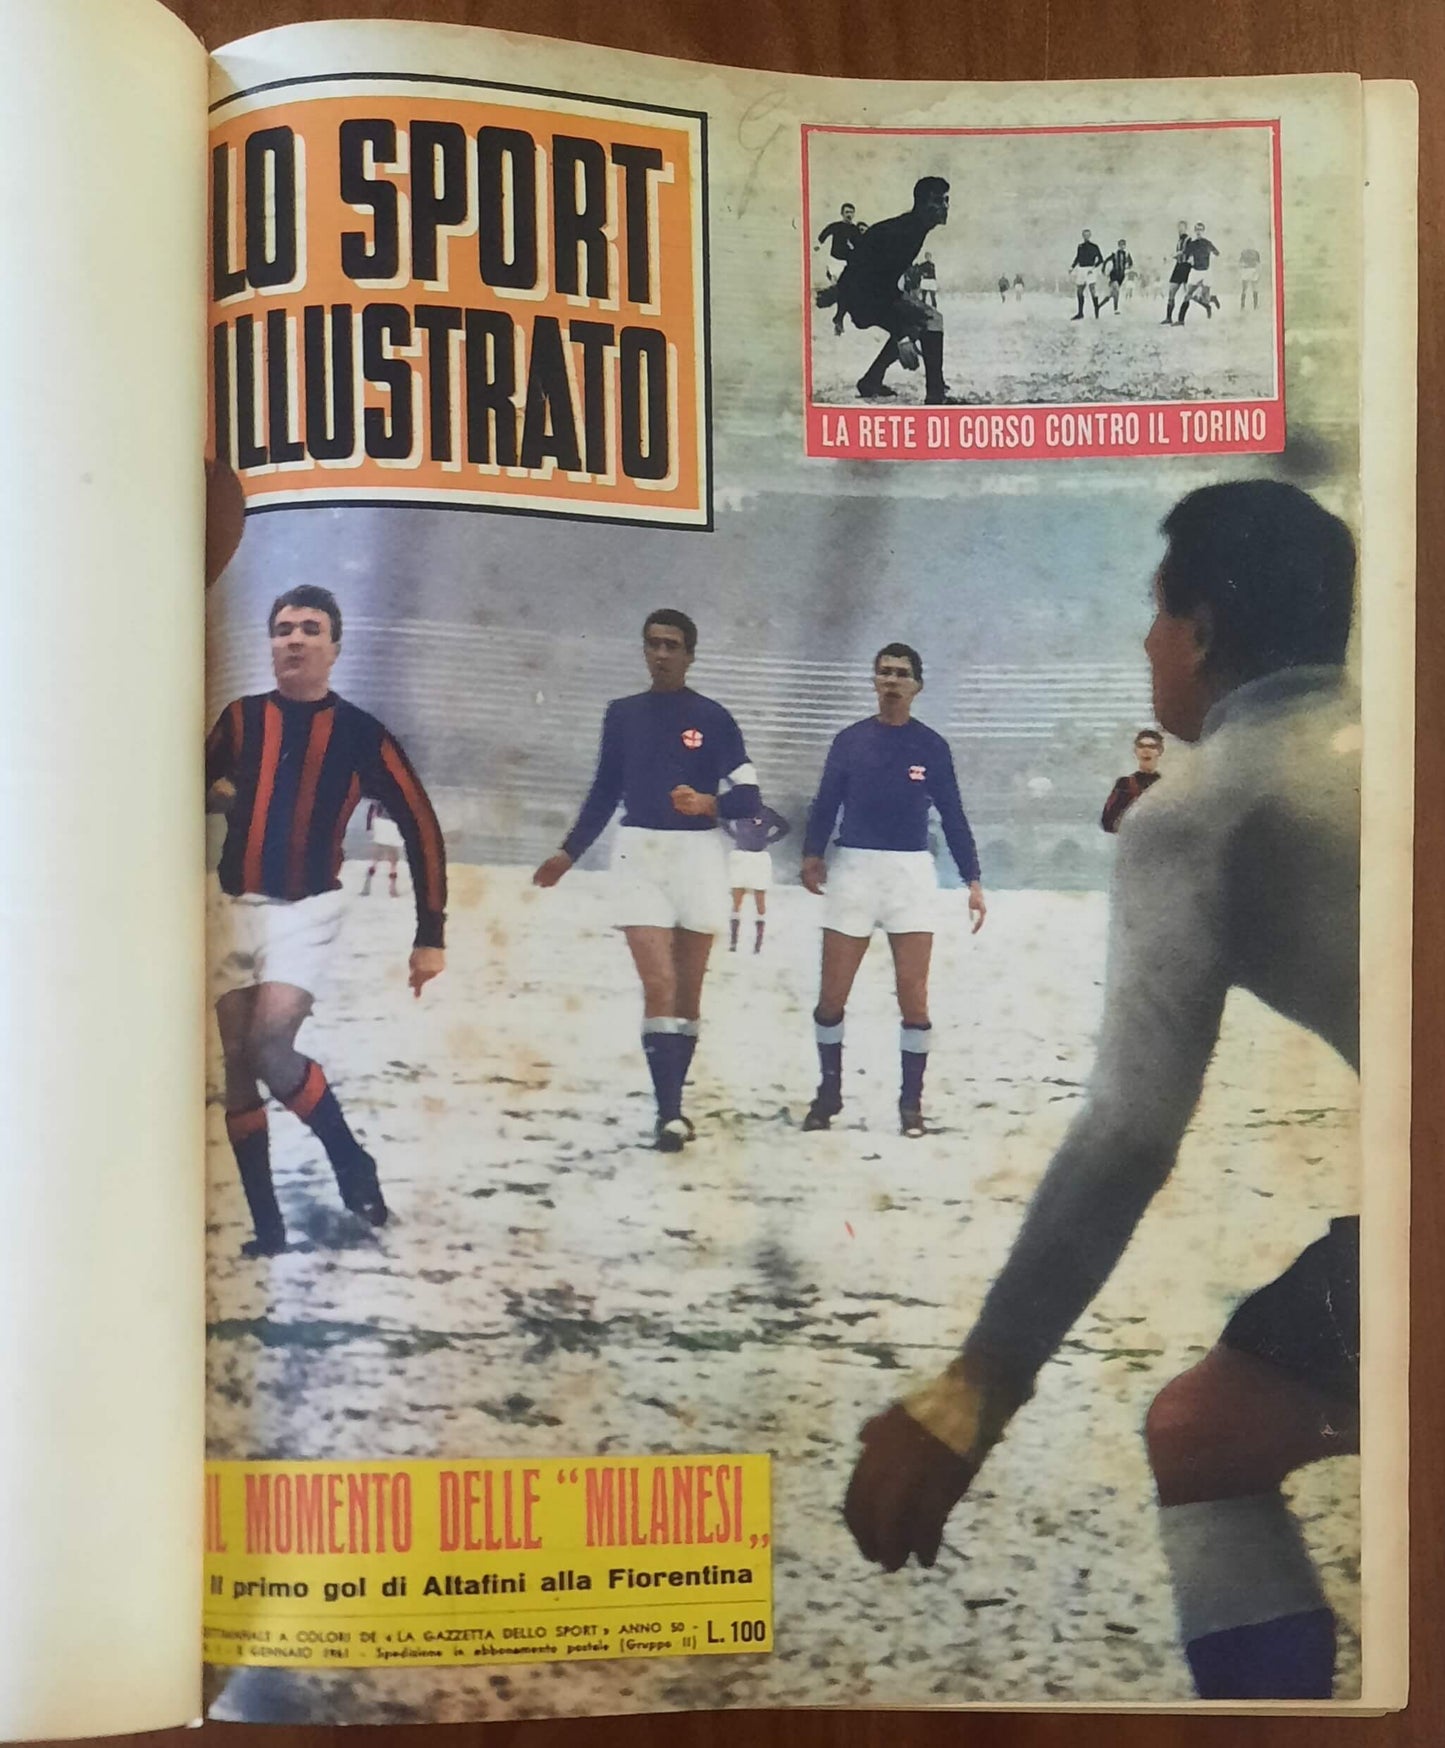 LO SPORT
ILLUSTRATO
LA RETE DI CORSO CONTRO IL TORINO
IL MOMENTO DELLE "MILANESI„
Il primo gol di Altafini alla Fiorentina
A COLORI DE « LA GAZZETTA DELLO SPORT » ANNO 50 -
GENNAIO 1961 - Spedizione in abbonamento postale (Gruppo II)
L. 100